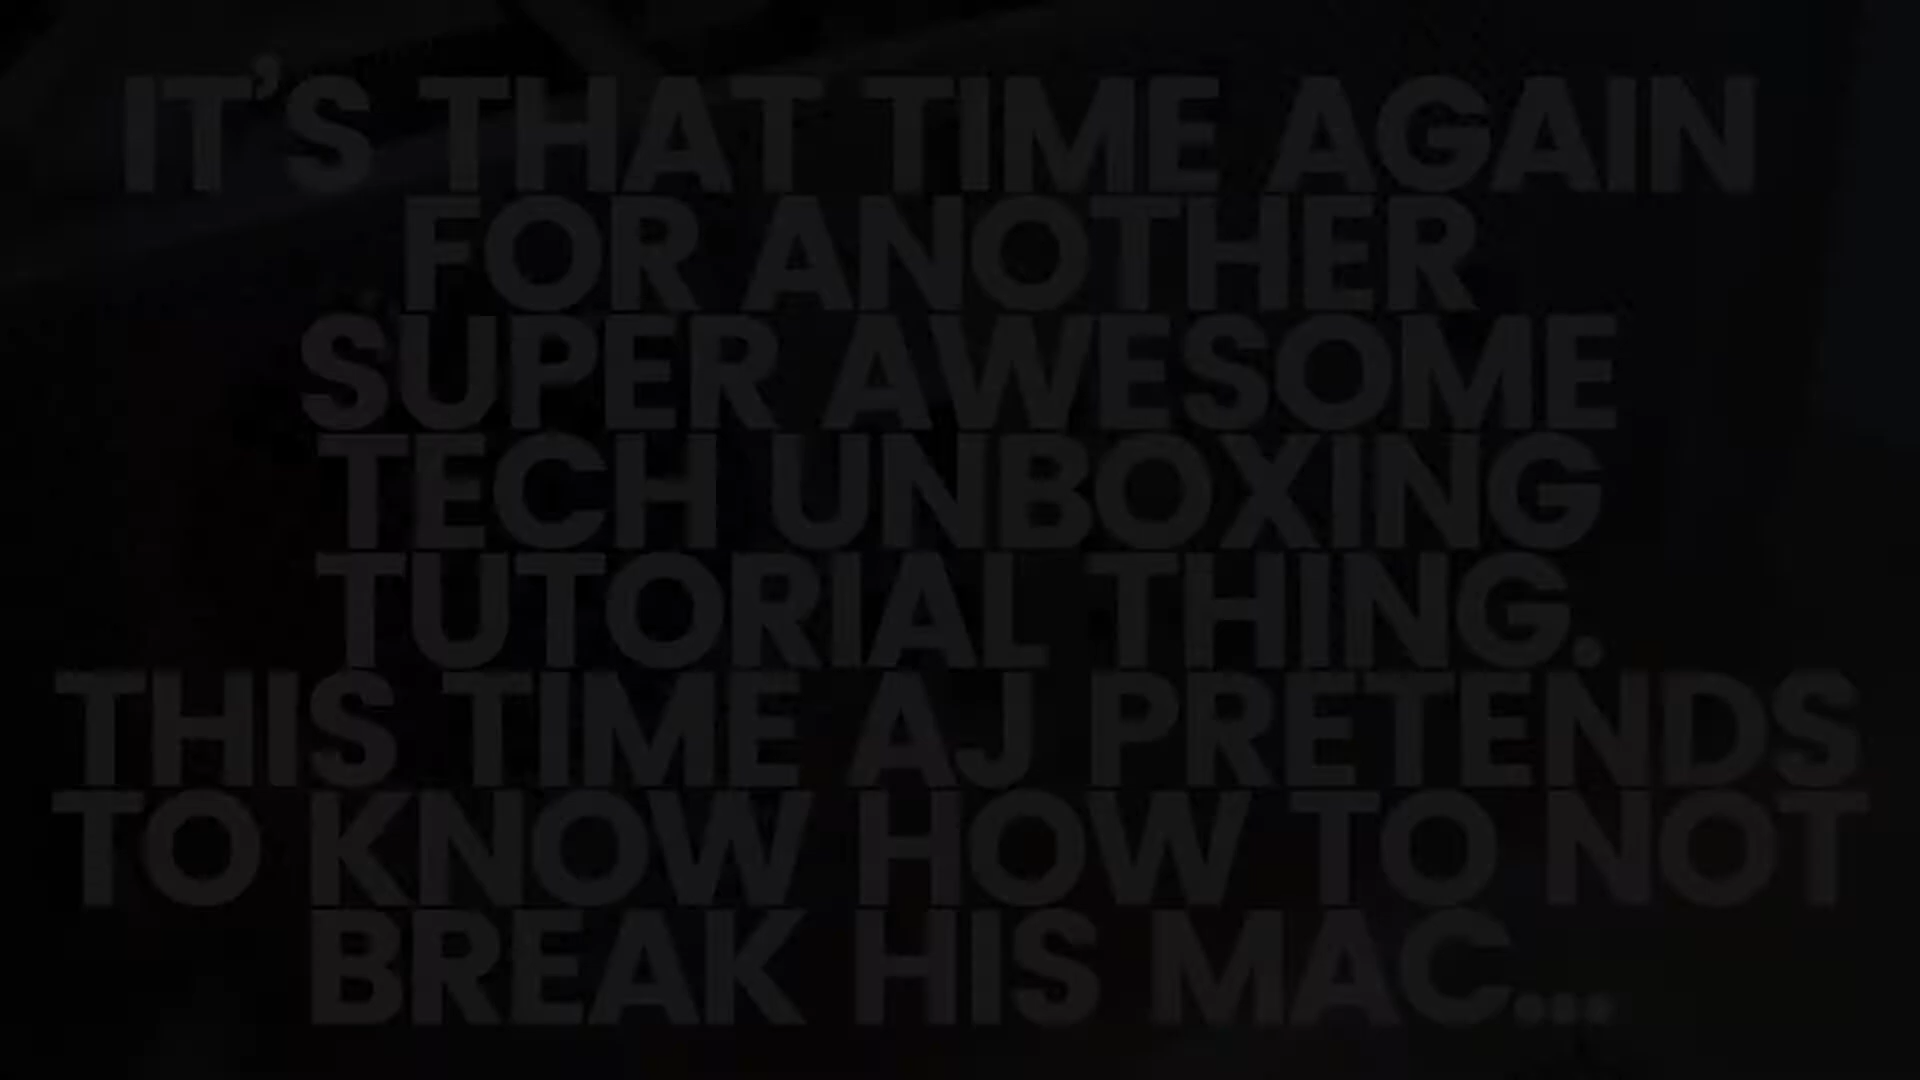 IT'S THAT TIME AGAIN
FOR ANOTHER
SUPER AWESOME
TECH UNBOXING
TUTORIAL THING.
THIS TIME AJ PRETENDS
TO KNOW HOW TO NOT
BREAK HIS MAC...